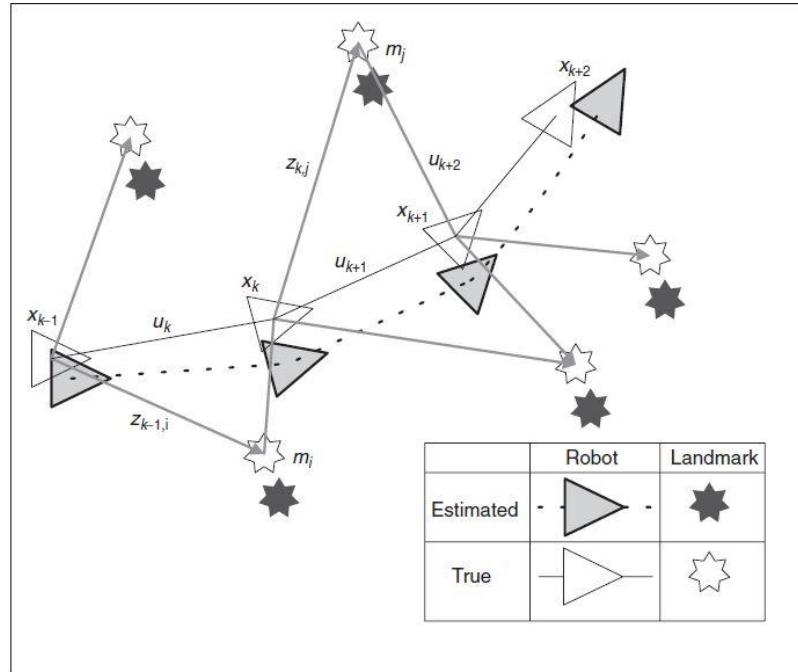 m_j
x_{k+2}
z_{k,j}
u_{k+2}
x_{k+1}
x_k
u_{k+1}
x_{k–1}
u_k
z_{k–1,i}
m_i
Robot Landmark
Estimated
True